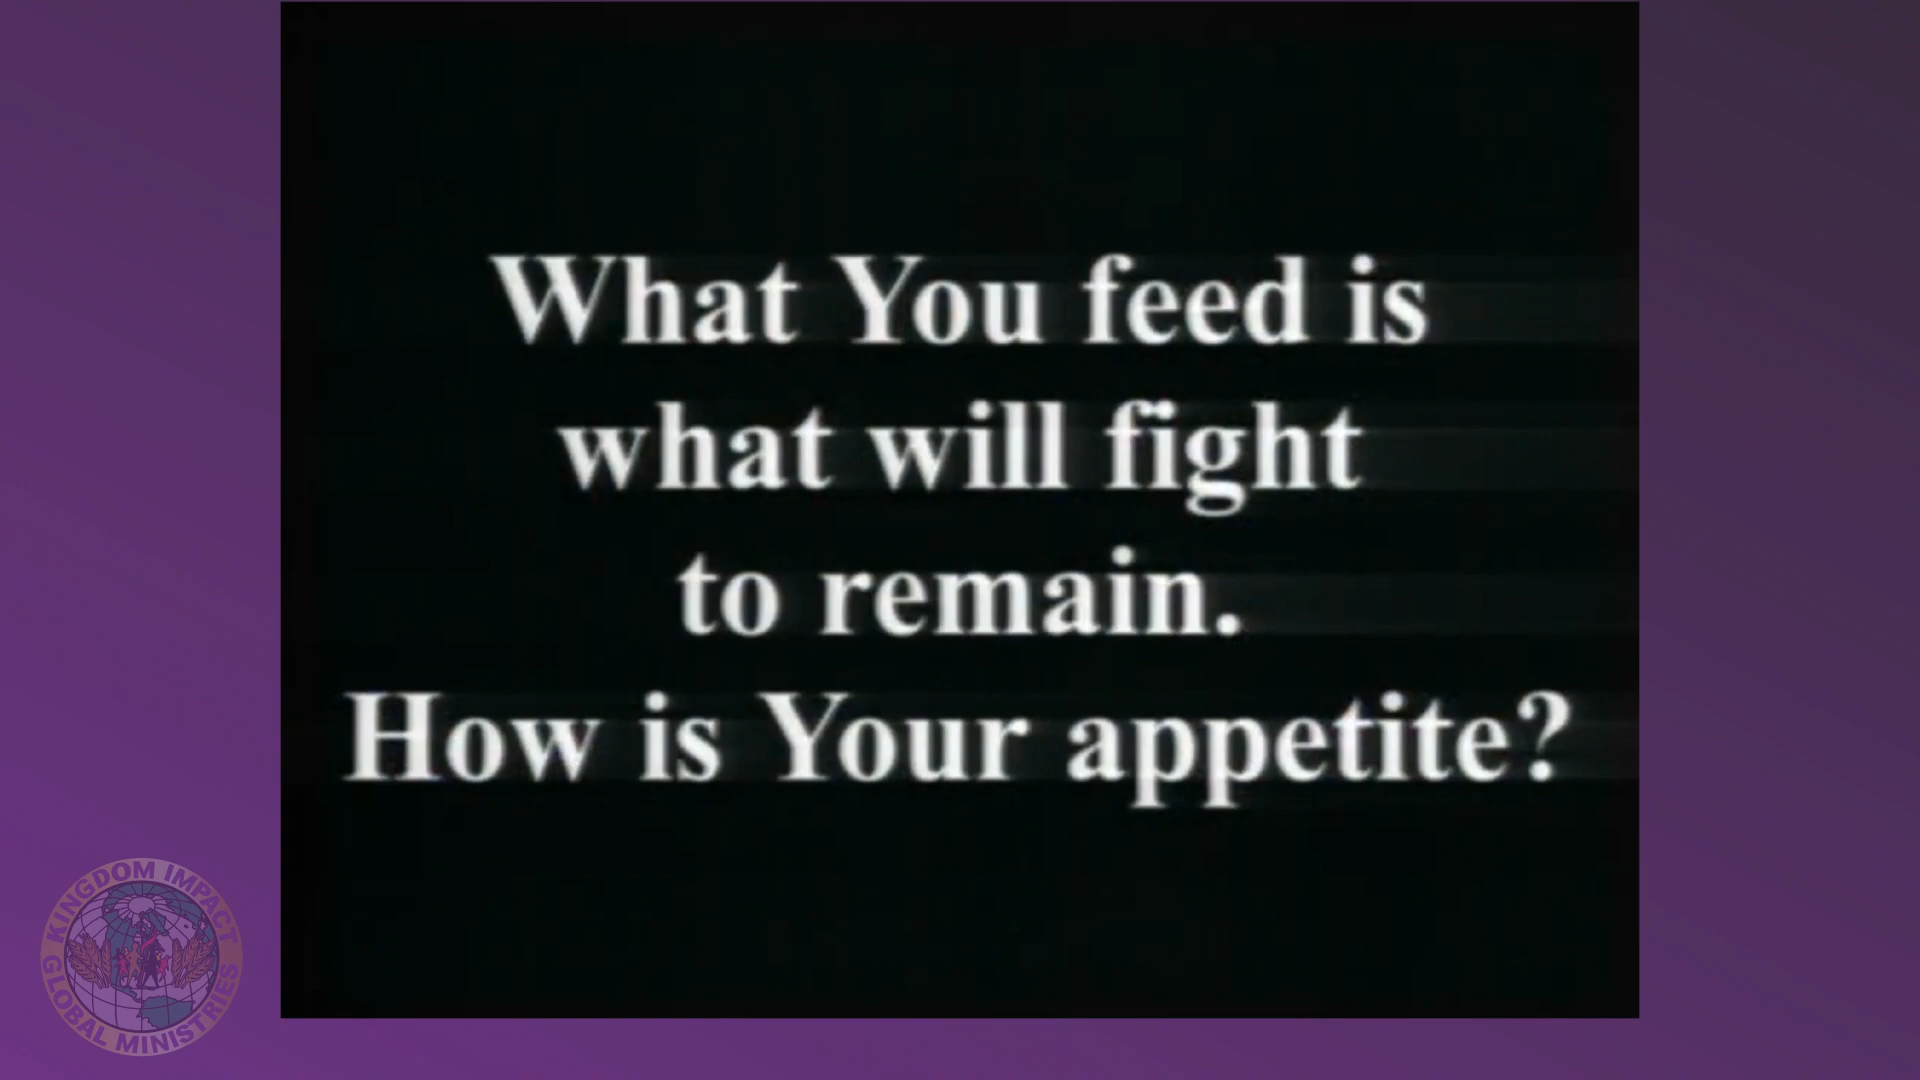 What You feed is
what will fight
to remain.
How is Your appetite?
KINGDOM IMPACT
GLOBAL MINISTRIES